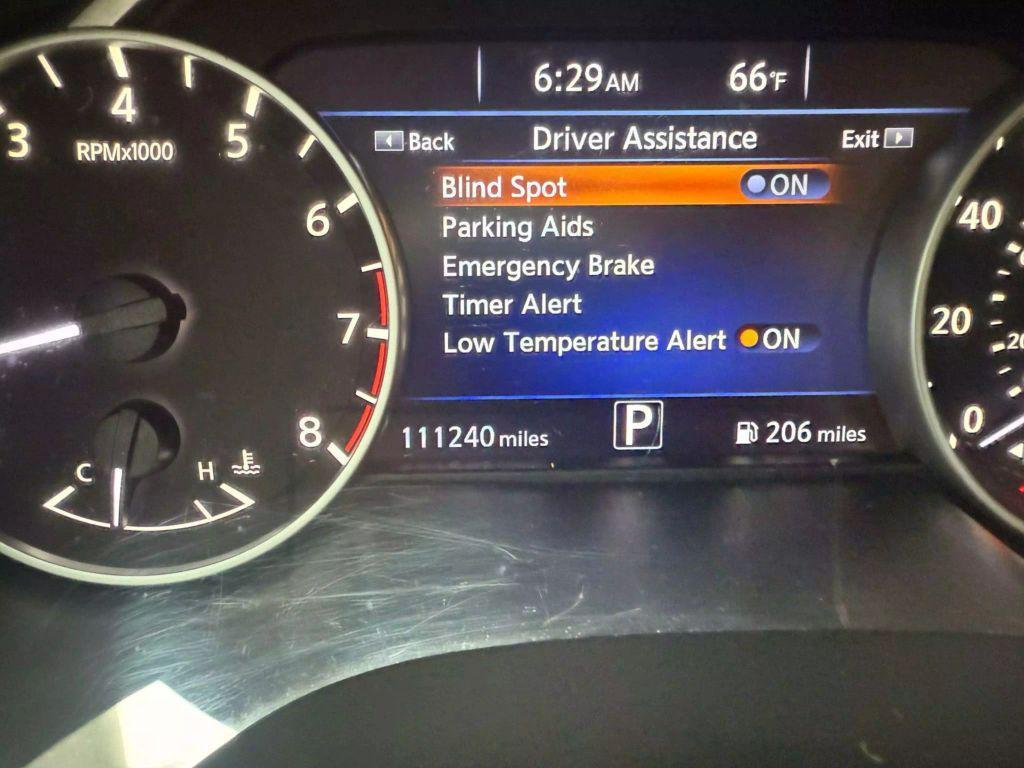 6:29AM 66°F
Back Driver Assistance Exit
Blind Spot ON
Parking Aids
Emergency Brake
Timer Alert
Low Temperature Alert ON
111240 miles P 206 miles
3 4 5 6 7 8
RPMx1000
C H
40
20
20
0